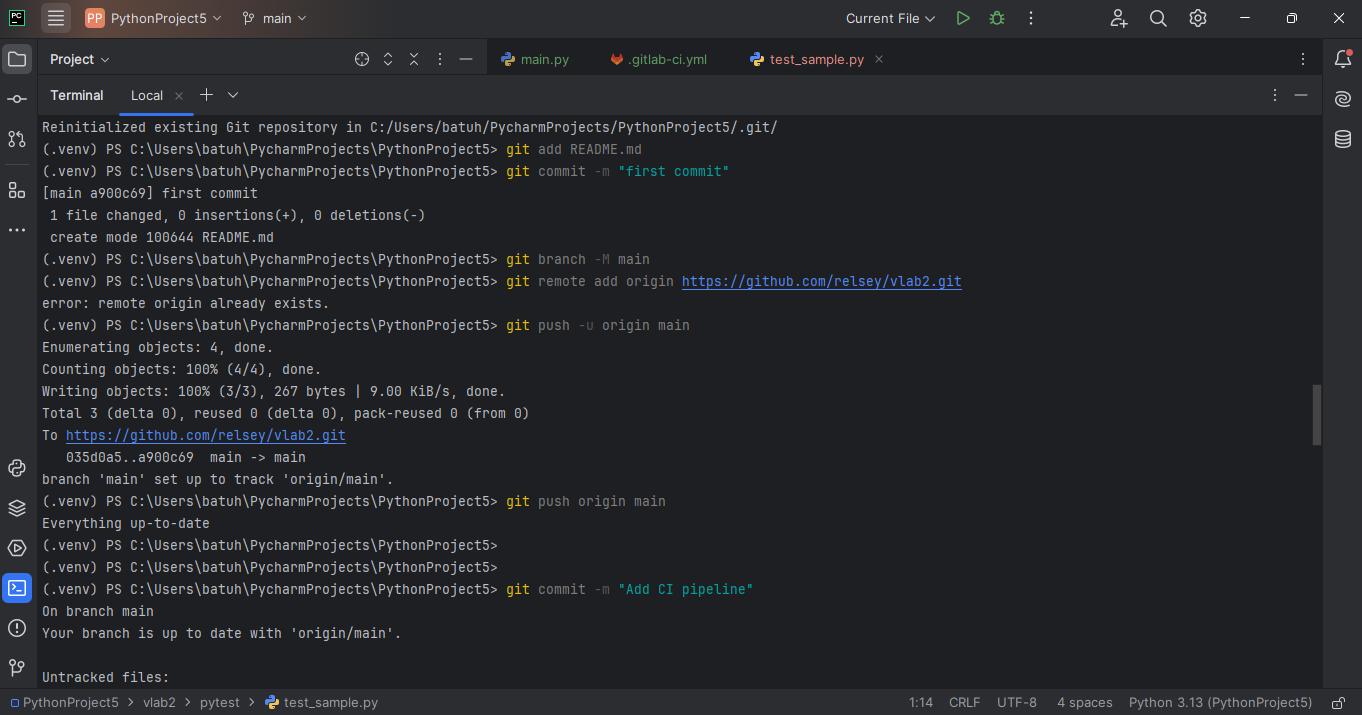 PC
PP PythonProject5 main Current File
Project main.py .gitlab-ci.yml test_sample.py
Terminal Local
Reinitialized existing Git repository in C:/Users/batuh/PycharmProjects/PythonProject5/.git/
(.venv) PS C:\Users\batuh\PycharmProjects\PythonProject5> git add README.md
(.venv) PS C:\Users\batuh\PycharmProjects\PythonProject5> git commit -m "first commit"
[main a900c69] first commit
1 file changed, 0 insertions(+), 0 deletions(-)
create mode 100644 README.md
(.venv) PS C:\Users\batuh\PycharmProjects\PythonProject5> git branch -M main
(.venv) PS C:\Users\batuh\PycharmProjects\PythonProject5> git remote add origin https://github.com/relsey/vlab2.git
error: remote origin already exists.
(.venv) PS C:\Users\batuh\PycharmProjects\PythonProject5> git push -u origin main
Enumerating objects: 4, done.
Counting objects: 100% (4/4), done.
Writing objects: 100% (3/3), 267 bytes | 9.00 KiB/s, done.
Total 3 (delta 0), reused 0 (delta 0), pack-reused 0 (from 0)
To https://github.com/relsey/vlab2.git
035d0a5..a900c69  main -> main
branch 'main' set up to track 'origin/main'.
(.venv) PS C:\Users\batuh\PycharmProjects\PythonProject5> git push origin main
Everything up-to-date
(.venv) PS C:\Users\batuh\PycharmProjects\PythonProject5>
(.venv) PS C:\Users\batuh\PycharmProjects\PythonProject5>
(.venv) PS C:\Users\batuh\PycharmProjects\PythonProject5> git commit -m "Add CI pipeline"
On branch main
Your branch is up to date with 'origin/main'.
Untracked files:
PythonProject5 > vlab2 > pytest > test_sample.py 1:14 CRLF UTF-8 4 spaces Python 3.13 (PythonProject5)